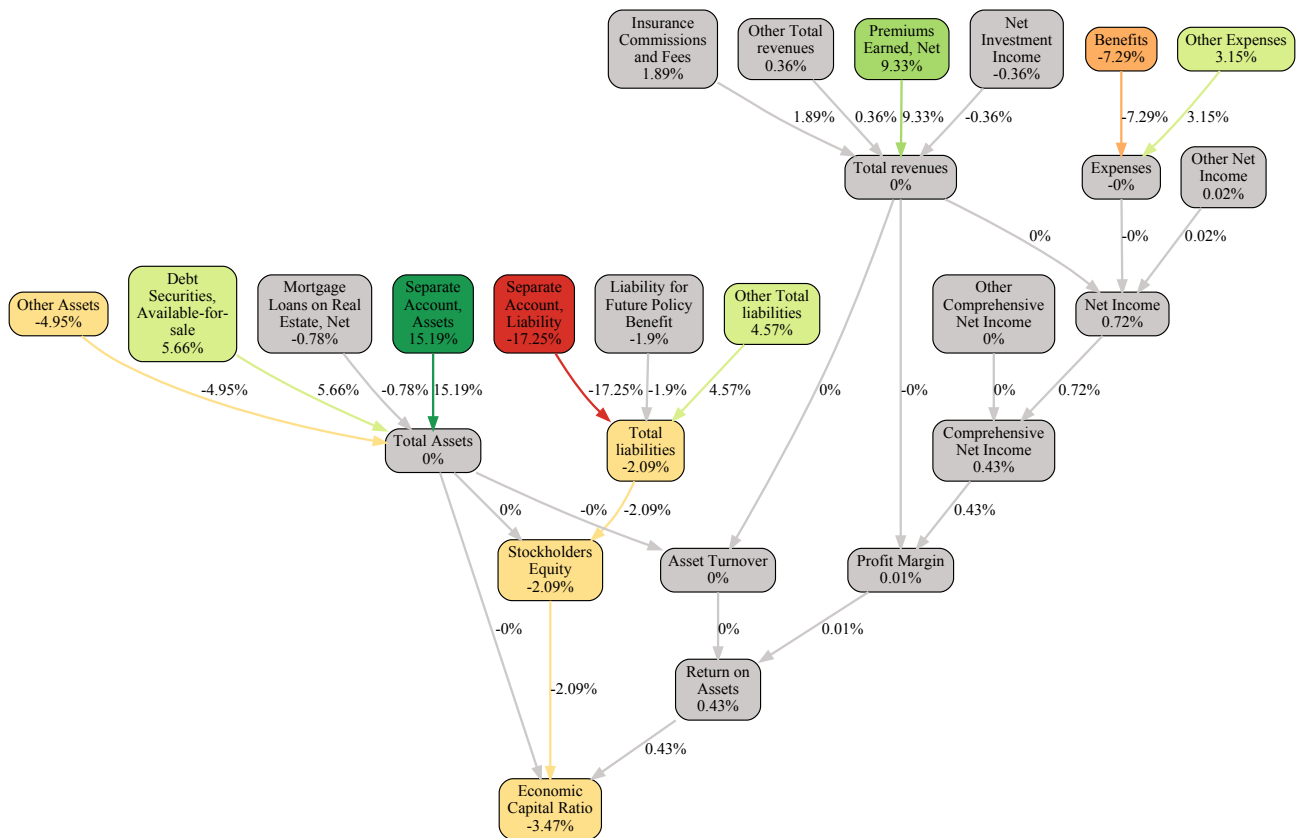 Insurance
Commissions
and Fees
1.89%
Other Total
revenues
0.36%
Premiums
Earned, Net
9.33%
Net
Investment
Income
-0.36%
Benefits
-7.29%
Other Expenses
3.15%
1.89%
0.36%
9.33%
-0.36%
-7.29%
3.15%
Total revenues
0%
Expenses
-0%
Other Net
Income
0.02%
0%
-0%
0.02%
Other Assets
-4.95%
Debt
Securities,
Available-for-
sale
5.66%
Mortgage
Loans on Real
Estate, Net
-0.78%
Separate
Account,
Assets
15.19%
Separate
Account,
Liability
-17.25%
Liability for
Future Policy
Benefit
-1.9%
Other Total
liabilities
4.57%
Other
Comprehensive
Net Income
0%
Net Income
0.72%
-4.95%
5.66%
-0.78%
15.19%
-17.25%
-1.9%
4.57%
0%
-0%
0%
0.72%
Total Assets
0%
Total
liabilities
-2.09%
Comprehensive
Net Income
0.43%
0%
-0%
-2.09%
0.43%
Stockholders
Equity
-2.09%
Asset Turnover
0%
Profit Margin
0.01%
-0%
0%
0.01%
-2.09%
Return on
Assets
0.43%
0.43%
Economic
Capital Ratio
-3.47%